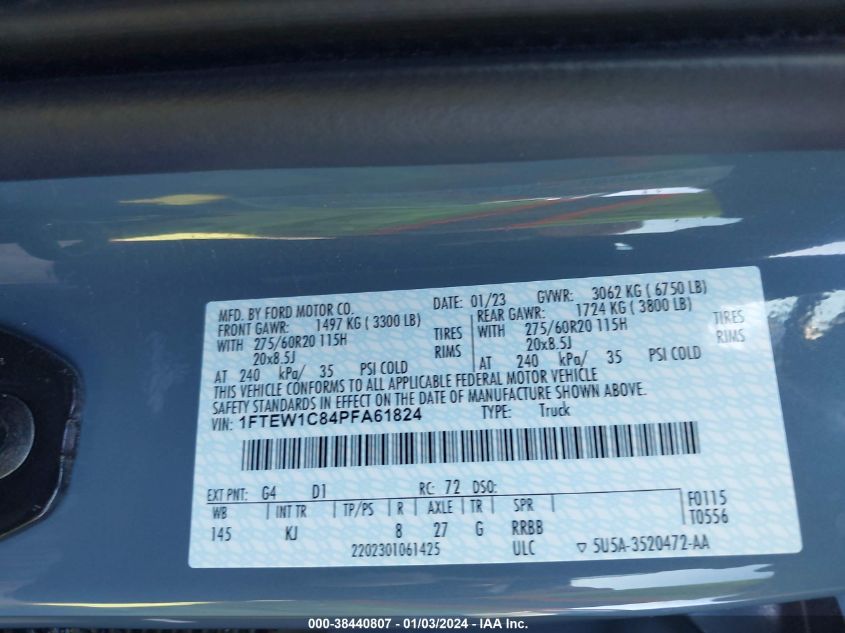 MFD. BY FORD MOTOR CO. DATE: 01/23 GVWR: 3062 KG ( 6750 LB)
FRONT GAWR: 1497 KG ( 3300 LB) REAR GAWR: 1724 KG ( 3800 LB)
WITH 275/60R20 115H TIRES WITH 275/60R20 115H TIRES
20x8.5J RIMS 20x8.5J RIMS
AT 240 kPa/ 35 PSI COLD AT 240 kPa/ 35 PSI COLD
THIS VEHICLE CONFORMS TO ALL APPLICABLE FEDERAL MOTOR VEHICLE
SAFETY STANDARDS IN EFFECT ON THE DATE OF MANUFACTURE SHOWN ABOVE.
VIN: 1FTEW1C84PFA61824 TYPE: Truck
EXT PNT: G4 D1 RC: 72 DSO:
WB INT TR TP/PS R AXLE TR SPR F0115
145 KJ 8 27 G RRBB T0556
2202301061425 ULC ▽ 5U5A-3520472-AA
000-38440807 - 01/03/2024 - IAA Inc.